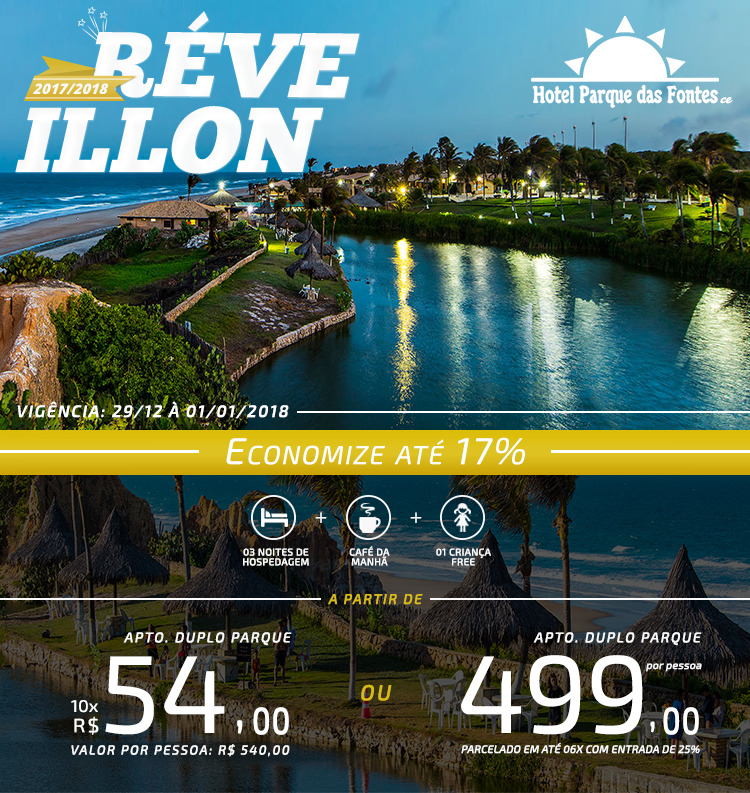 RÉVE
2017/2018
ILLON
Hotel Parque das Fontes ce
VIGÊNCIA: 29/12 À 01/01/2018
ECONOMIZE ATÉ 17%
+ +
03 NOITES DE HOSPEDAGEM
CAFÉ DA MANHÃ
01 CRIANÇA FREE
A PARTIR DE
APTO. DUPLO PARQUE
10x R$ 54,00
VALOR POR PESSOA: R$ 540,00
OU
APTO. DUPLO PARQUE
por pessoa
499,00
PARCELADO EM ATÉ 06X COM ENTRADA DE 25%